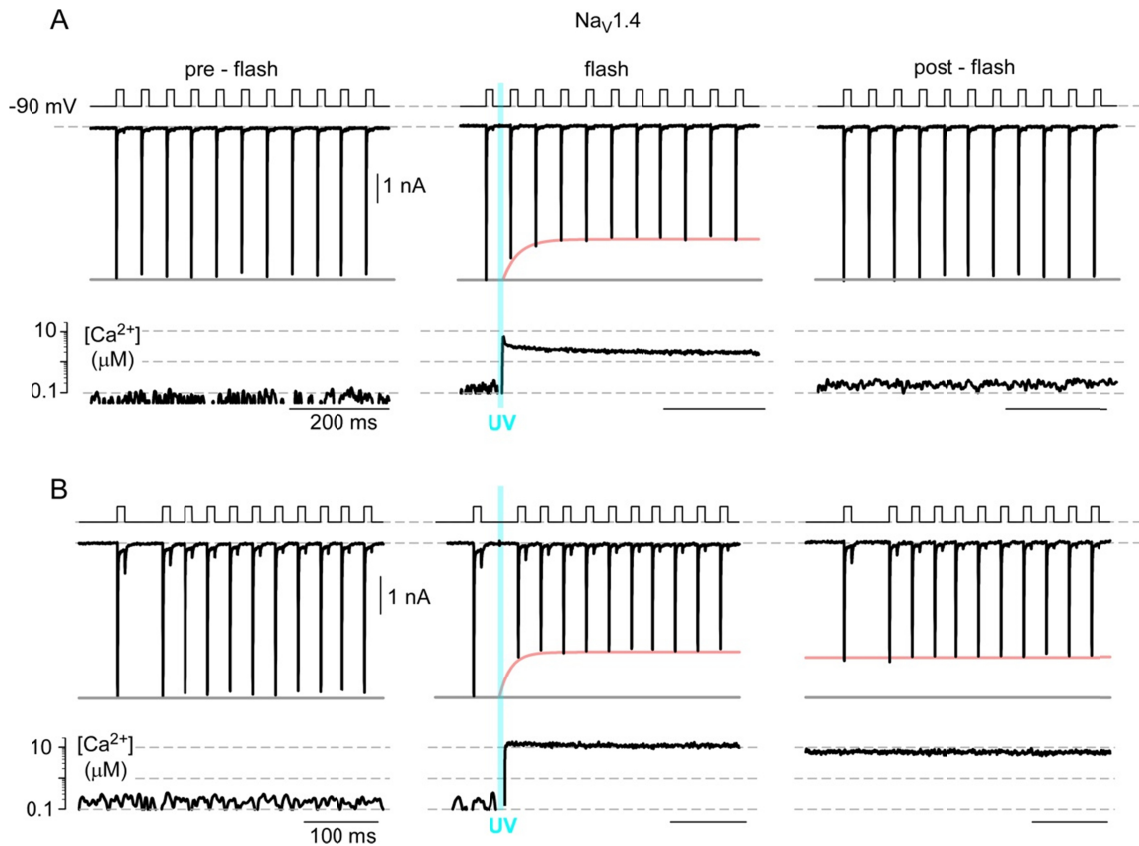 A
Na_V1.4
pre - flash
flash
post - flash
-90 mV
1 nA
10
[Ca²⁺]
(μM)
0.1
200 ms
UV
B
1 nA
10
[Ca²⁺]
(μM)
0.1
100 ms
UV